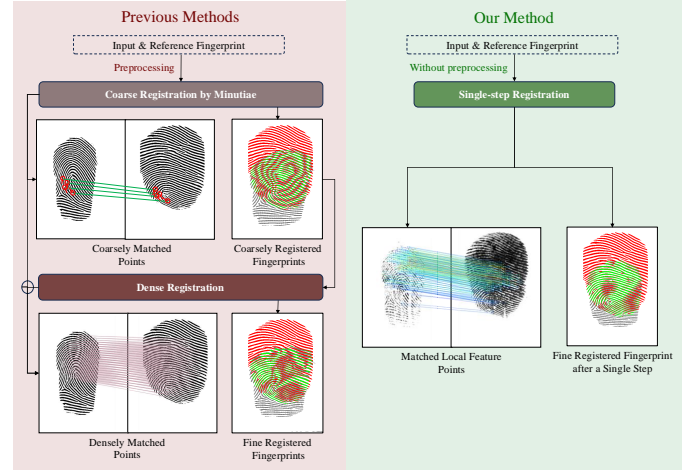 Previous Methods
Input & Reference Fingerprint
Preprocessing
Coarse Registration by Minutiae
Coarsely Matched
Points
Coarsely Registered
Fingerprints
Dense Registration
Densely Matched
Points
Fine Registered
Fingerprints
Our Method
Input & Reference Fingerprint
Without preprocessing
Single-step Registration
Matched Local Feature
Points
Fine Registered Fingerprint
after a Single Step